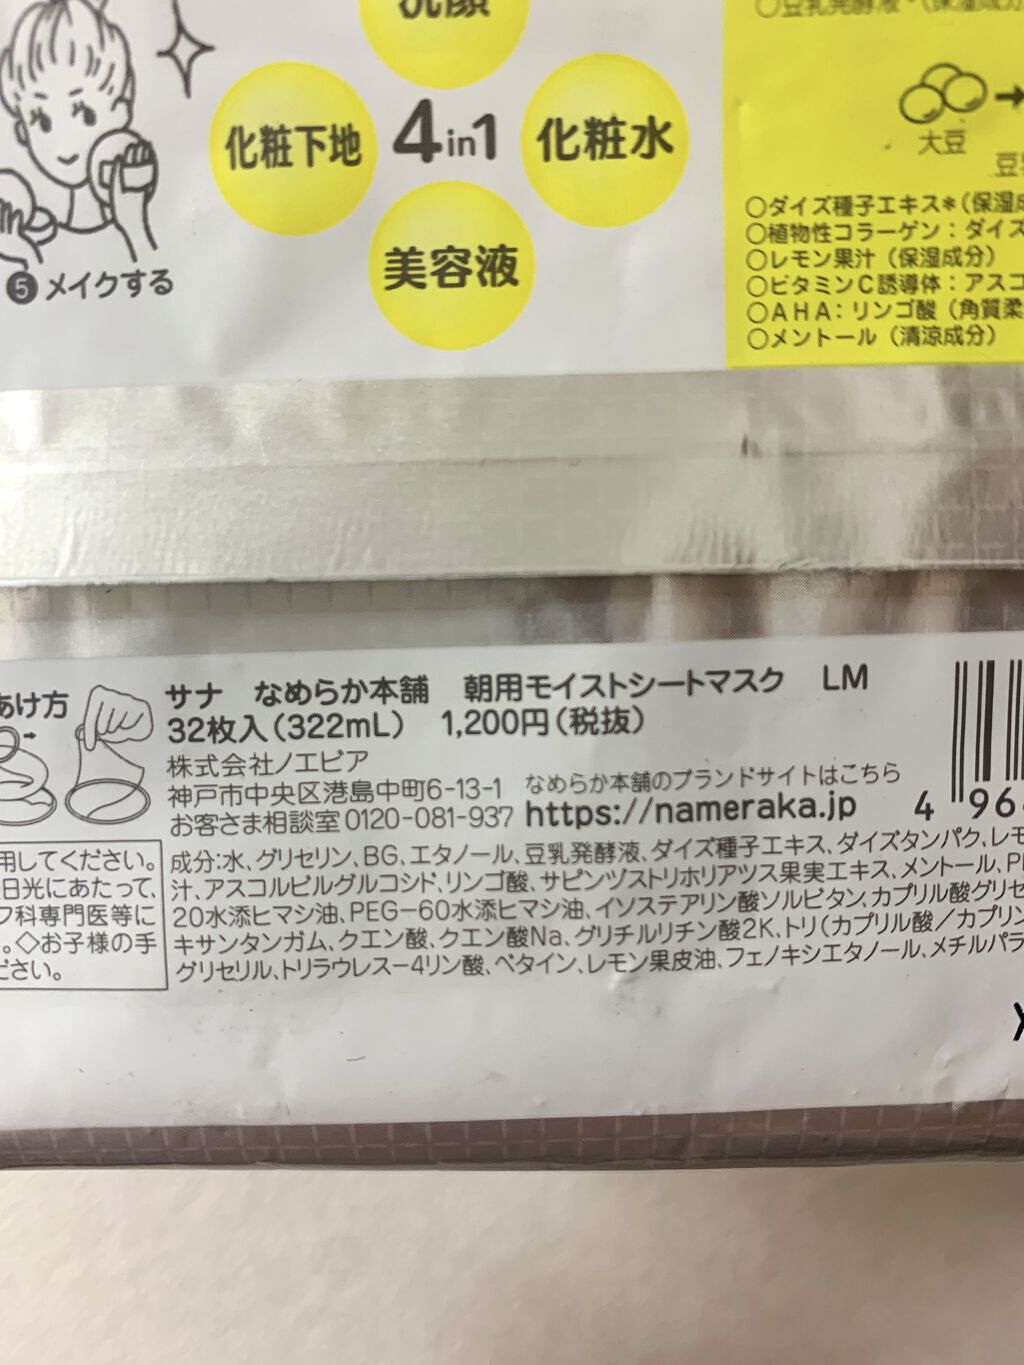 洗顔
化粧下地
4in1
化粧水
美容液
❺メイクする
○豆乳発酵液*(保湿成分
大豆
豆
○ダイズ種子エキス*(保湿成
○植物性コラーゲン:ダイズ
○レモン果汁(保湿成分)
○ビタミンC誘導体:アスコ
○AHA:リンゴ酸(角質柔
○メントール(清涼成分)
あけ方
サナ なめらか本舗 朝用モイストシートマスク LM
32枚入(322mL) 1,200円(税抜)
株式会社ノエビア
神戸市中央区港島中町6-13-1
お客さま相談室0120-081-937
なめらか本舗のブランドサイトはこちら
https://nameraka.jp
4 96
用してください。
日光にあたって、
フ科専門医等に
。◇お子様の手
ださい。
成分:水、グリセリン、BG、エタノール、豆乳発酵液、ダイズ種子エキス、ダイズタンパク、レモ
汁、アスコルビルグルコシド、リンゴ酸、サピンヅストリホリアツス果実エキス、メントール、PE
20水添ヒマシ油、PEG-60水添ヒマシ油、イソステアリン酸ソルビタン、カプリル酸グリセ
キサンタンガム、クエン酸、クエン酸Na、グリチルリチン酸2K、トリ(カプリル酸/カプリン
グリセリル、トリラウレス-4リン酸、ベタイン、レモン果皮油、フェノキシエタノール、メチルパラ